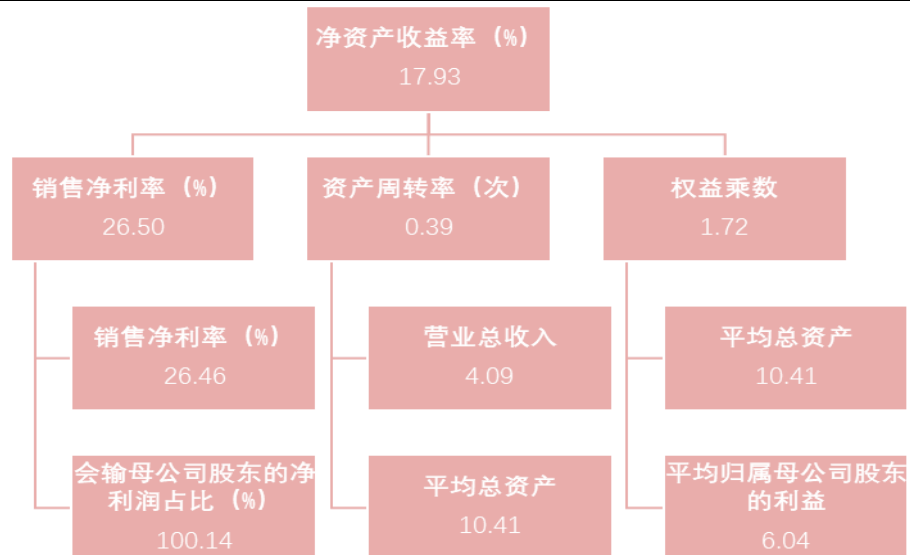 净资产收益率（%）
17.93
销售净利率（%）
26.50
资产周转率（次）
0.39
权益乘数
1.72
销售净利率（%）
26.46
营业总收入
4.09
平均总资产
10.41
会输母公司股东的净
利润占比（%）
100.14
平均总资产
10.41
平均归属母公司股东
的利益
6.04